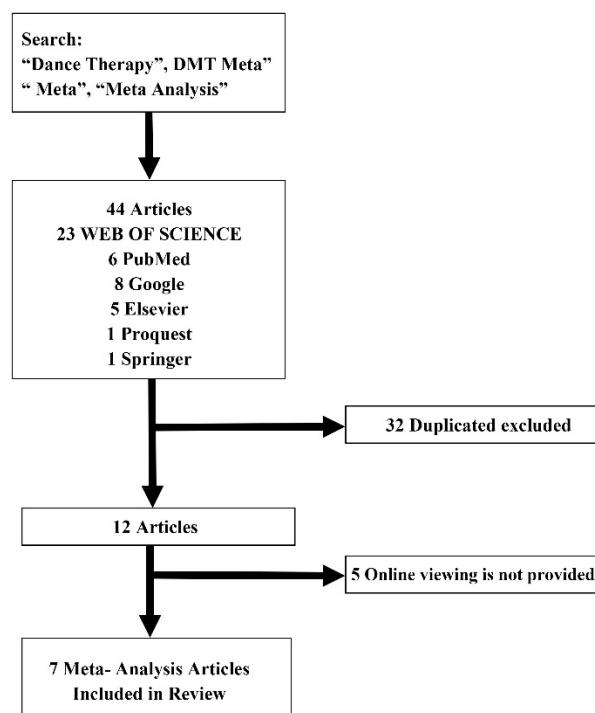 Search:
“Dance Therapy”, DMT Meta”
“ Meta”, “Meta Analysis”
44 Articles
23 WEB OF SCIENCE
6 PubMed
8 Google
5 Elsevier
1 Proquest
1 Springer
32 Duplicated excluded
12 Articles
5 Online viewing is not provided
7 Meta- Analysis Articles
Included in Review